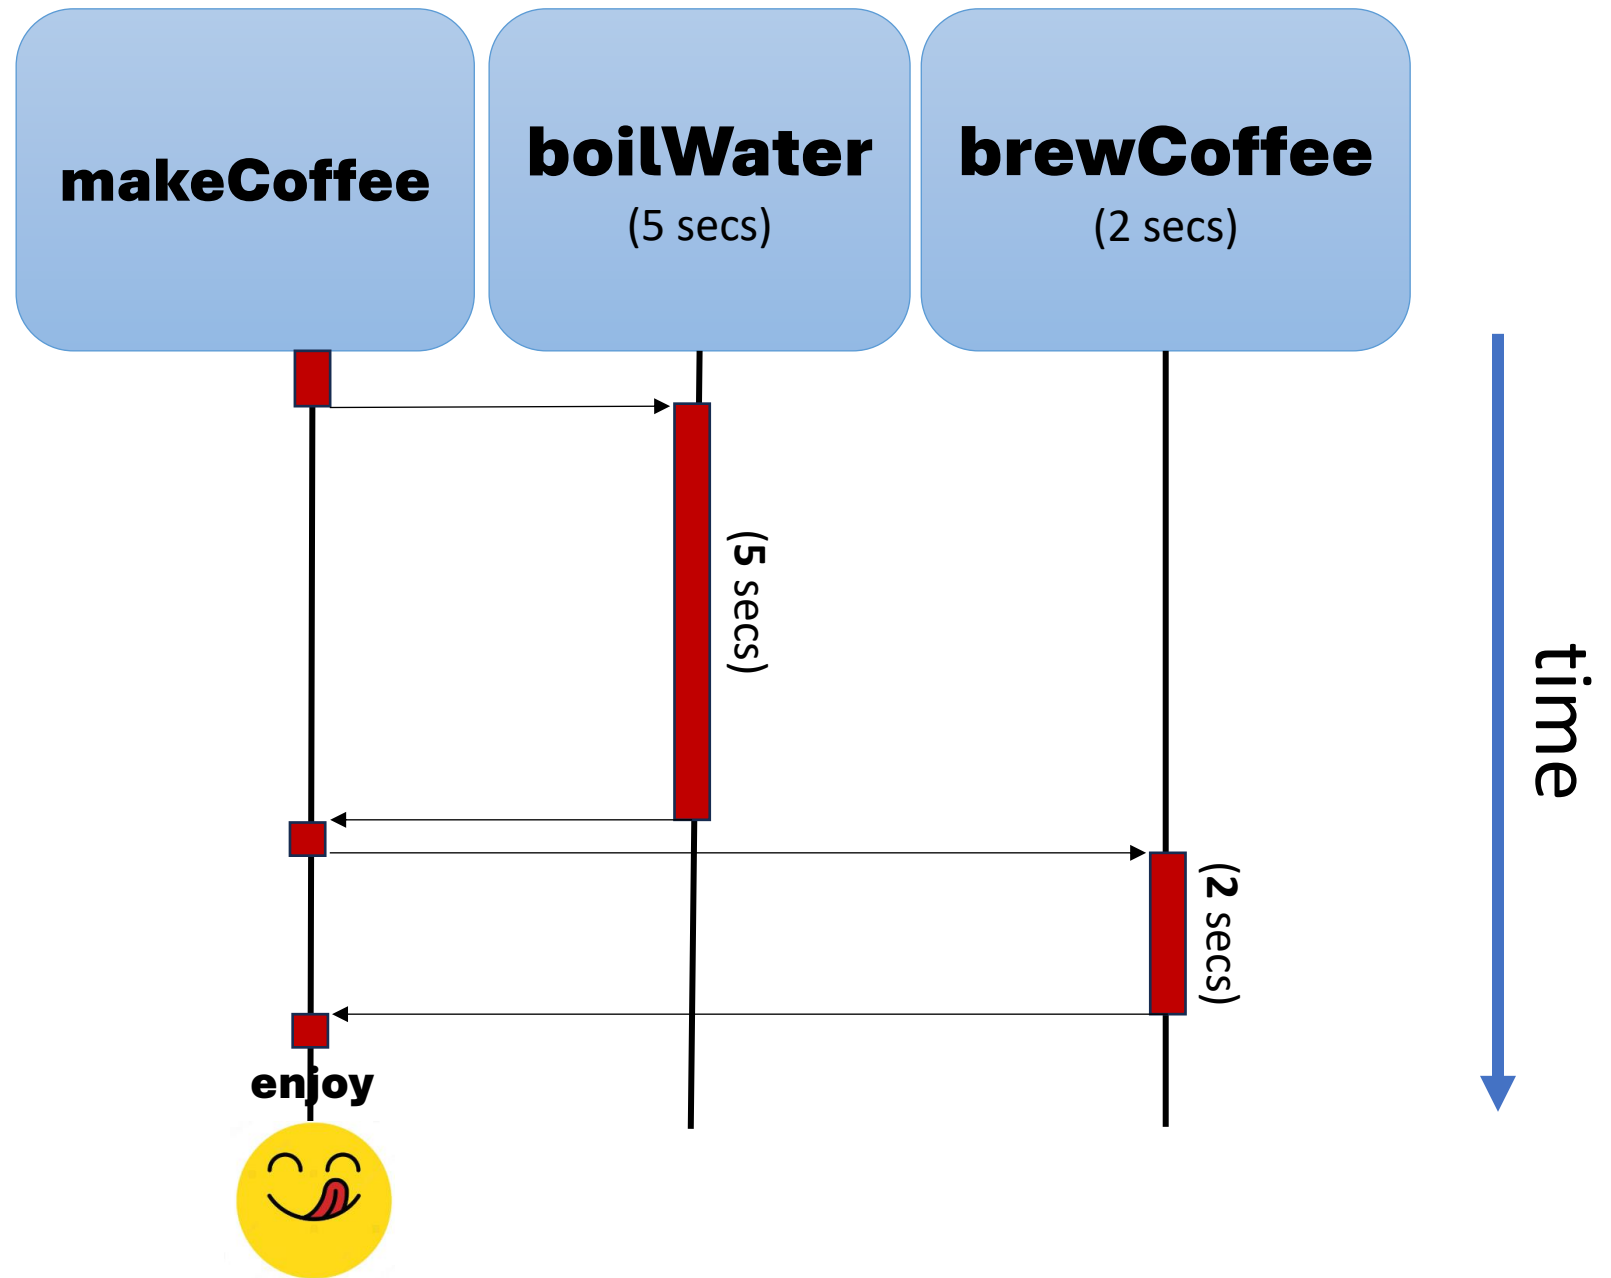 makeCoffee
boilWater
(5 secs)
brewCoffee
(2 secs)
(5 secs)
time
(2 secs)
enjoy